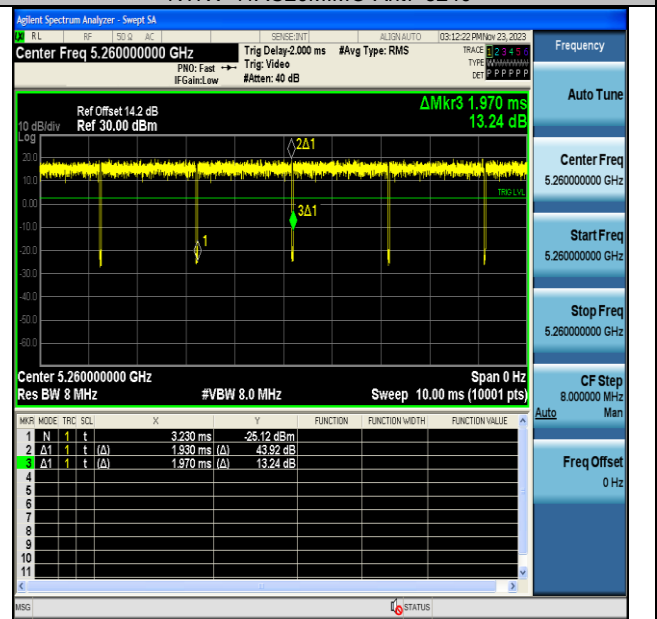 Agilent Spectrum Analyzer - Swept SA
RL RF 50 Ω AC SENSE:INT ALIGN AUTO 03:12:22 PM Nov 23, 2023
Center Freq 5.260000000 GHz Trig Delay-2.000 ms #Avg Type: RMS TRACE 1 2 3 4 5 6
PNO: Fast Trig: Video TYPE
IFGain:Low #Atten: 40 dB DET P P P P P P
Frequency
Auto Tune
ΔMkr3 1.970 ms
Ref Offset 14.2 dB
10 dB/div Ref 30.00 dBm 13.24 dB
Log
20.0
10.0
0.00
-10.0
-20.0
-30.0
-40.0
-50.0
-60.0
2Δ1
TRIG LVL
3Δ1
1
Center 5.260000000 GHz Span 0 Hz
Res BW 8 MHz #VBW 8.0 MHz Sweep 10.00 ms (10001 pts)
MKR MODE TRC SCL X Y FUNCTION FUNCTION WIDTH FUNCTION VALUE
1 N 1 t 3.230 ms -25.12 dBm
2 Δ1 1 t (Δ) 1.930 ms (Δ) 43.92 dB
3 Δ1 1 t (Δ) 1.970 ms (Δ) 13.24 dB
4
5
6
7
8
9
10
11
Center Freq
5.260000000 GHz
Start Freq
5.260000000 GHz
Stop Freq
5.260000000 GHz
CF Step
8.000000 MHz
Auto Man
Freq Offset
0 Hz
MSG STATUS